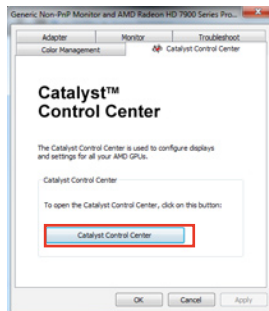 Generic Non-PnP Monitor and AMD Radeon HD 7900 Series Pro...
Adapter Monitor Troubleshoot
Color Management Catalyst Control Center
Catalyst™
Control Center
The Catalyst Control Center is used to configure displays
and settings for all your AMD GPUs.
Catalyst Control Center
To open the Catalyst Control Center, click on this button:
Catalyst Control Center
OK Cancel Apply